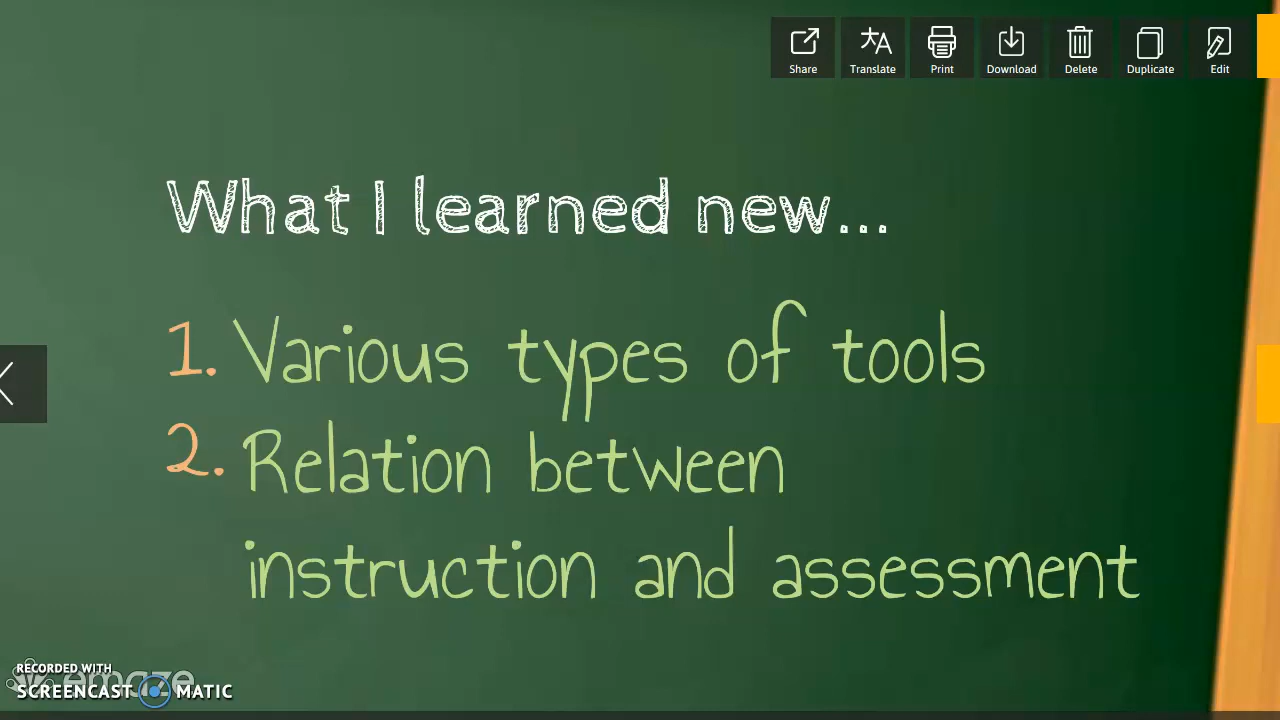 Share Translate Print Download Delete Duplicate Edit
What I learned new...
1. Various types of tools
2. Relation between
instruction and assessment
RECORDED WITH
emaze
SCREENCAST MATIC